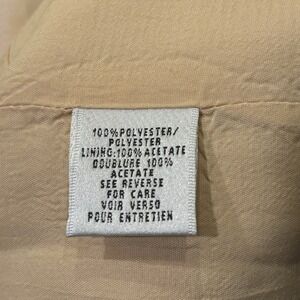 100%POLYESTER/
POLYESTER
LINING:100% ACETATE
DOUBLURE 100%
ACETATE
SEE REVERSE
FOR CARE
VOIR VERSO
POUR ENTRETIEN